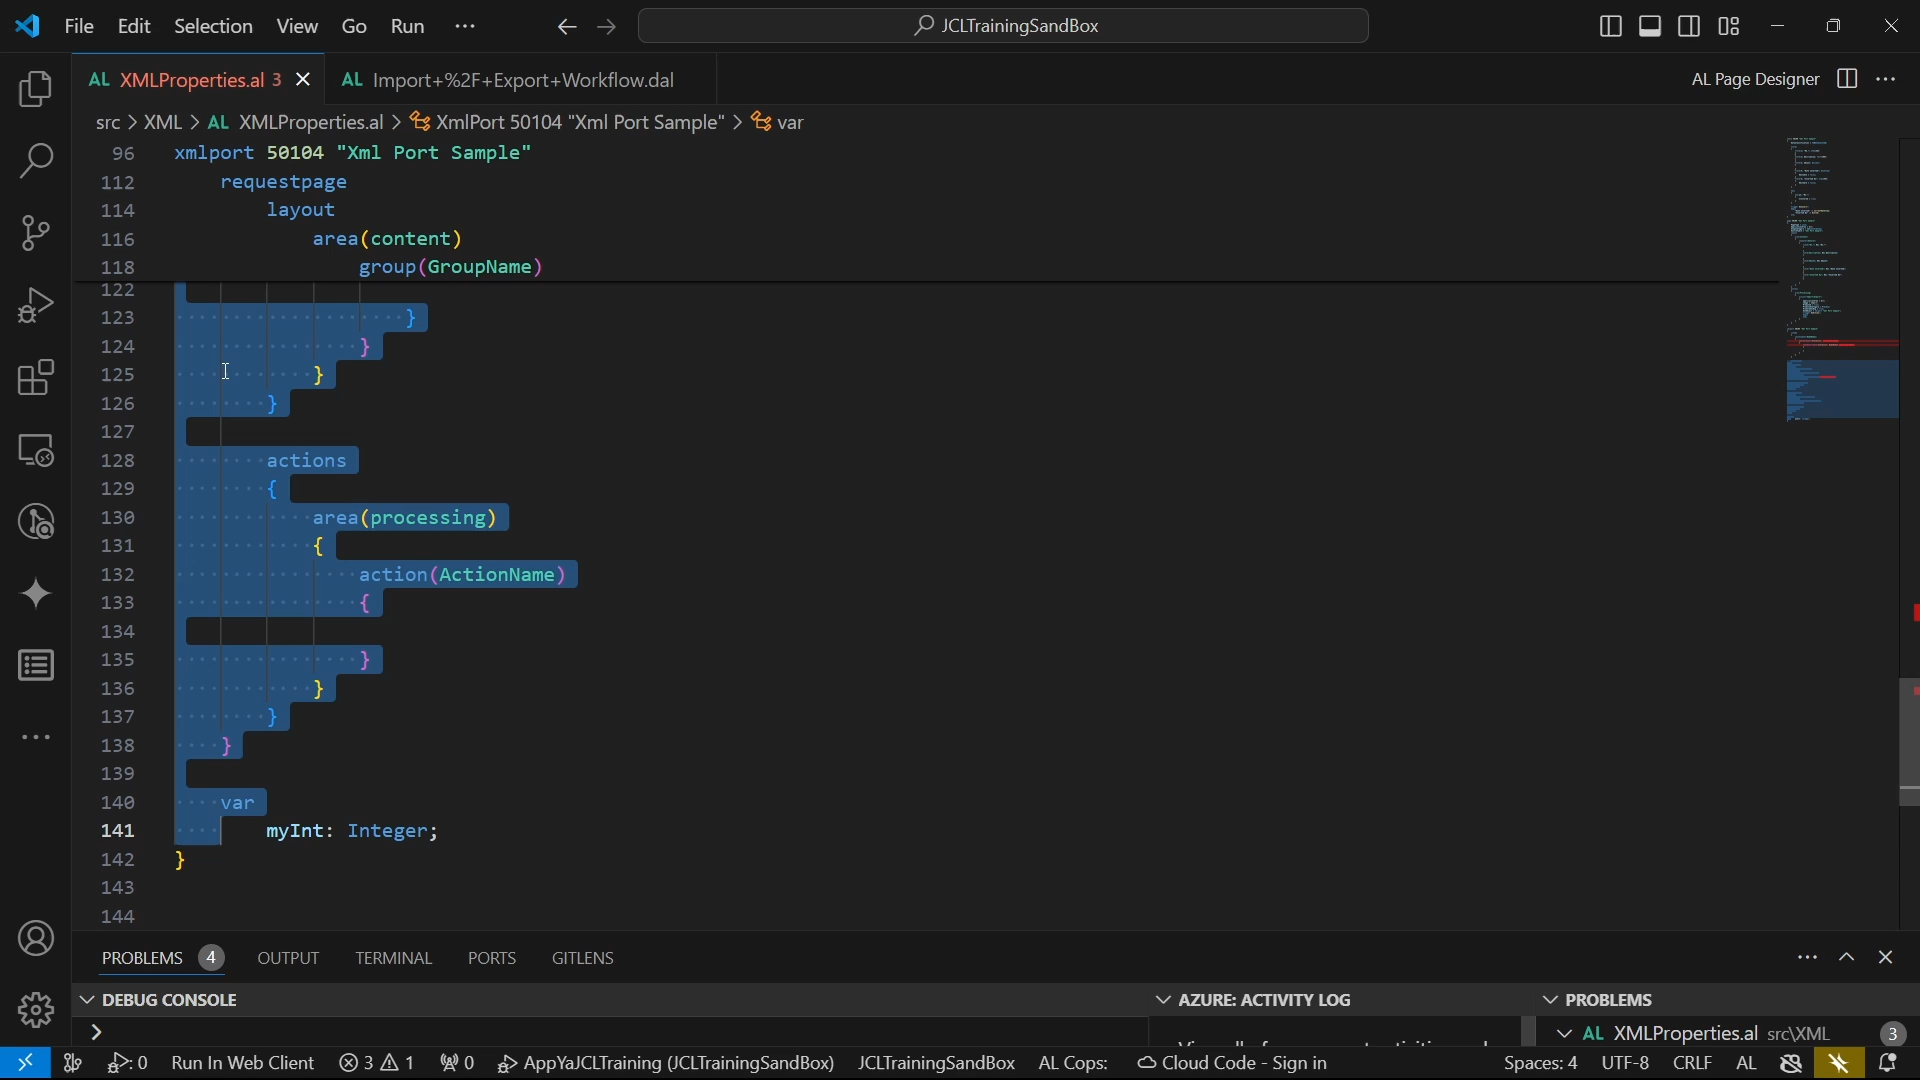 File Edit Selection View Go Run ··· JCLTrainingSandBox
AL XMLProperties.al 3 AL Import+%2F+Export+Workflow.dal AL Page Designer
src > XML > AL XMLProperties.al > XmlPort 50104 "Xml Port Sample" > var
96 xmlport 50104 "Xml Port Sample"
112 requestpage
114 layout
116 area(content)
118 group(GroupName)
122
123 }
124 }
125 }
126 }
127
128 actions
129 {
130 area(processing)
131 {
132 action(ActionName)
133 {
134
135 }
136 }
137 }
138 }
139
140 var
141 myInt: Integer;
142 }
143
144
PROBLEMS 4 OUTPUT TERMINAL PORTS GITLENS
DEBUG CONSOLE AZURE: ACTIVITY LOG PROBLEMS
> AL XMLProperties.al src\XML 3
0 Run In Web Client 3 1 0 AppYaJCLTraining (JCLTrainingSandBox) JCLTrainingSandBox AL Cops: Cloud Code - Sign in Spaces: 4 UTF-8 CRLF AL